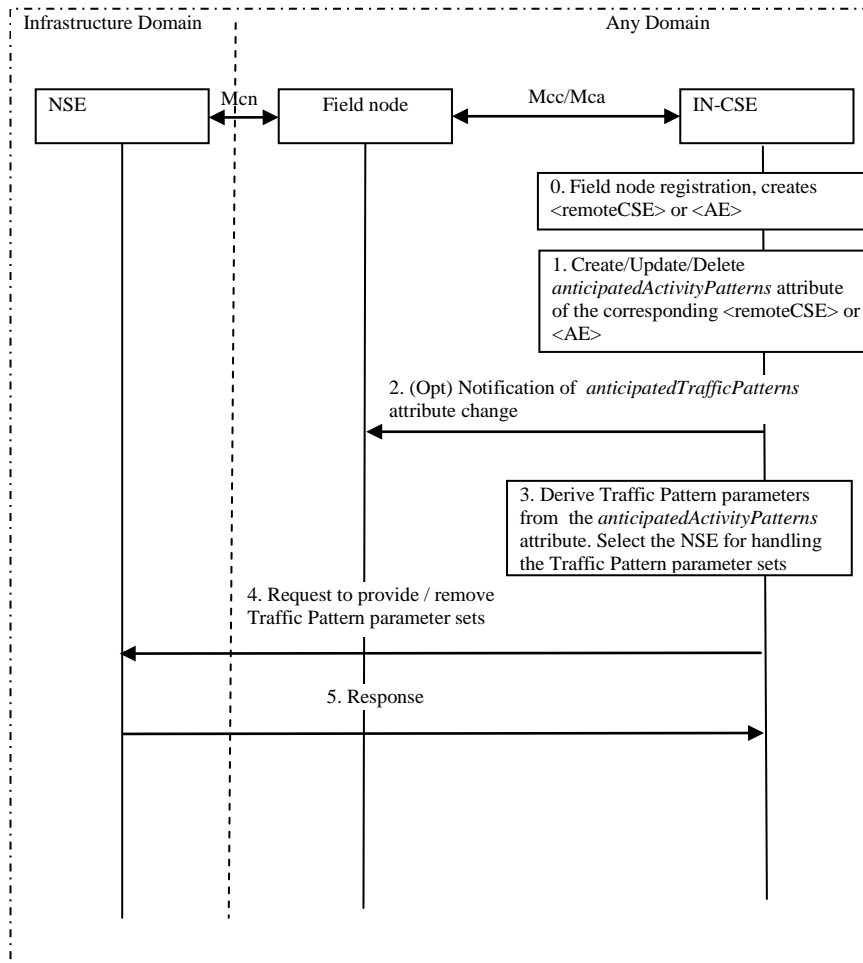 Infrastructure Domain
Any Domain
NSE
Mcn
Field node
Mcc/Mca
IN-CSE
0. Field node registration, creates
<remoteCSE> or <AE>
1. Create/Update/Delete
anticipatedActivityPatterns attribute
of the corresponding <remoteCSE> or
<AE>
2. (Opt) Notification of anticipatedTrafficPatterns
attribute change
3. Derive Traffic Pattern parameters
from the anticipatedActivityPatterns
attribute. Select the NSE for handling
the Traffic Pattern parameter sets
4. Request to provide / remove
Traffic Pattern parameter sets
5. Response